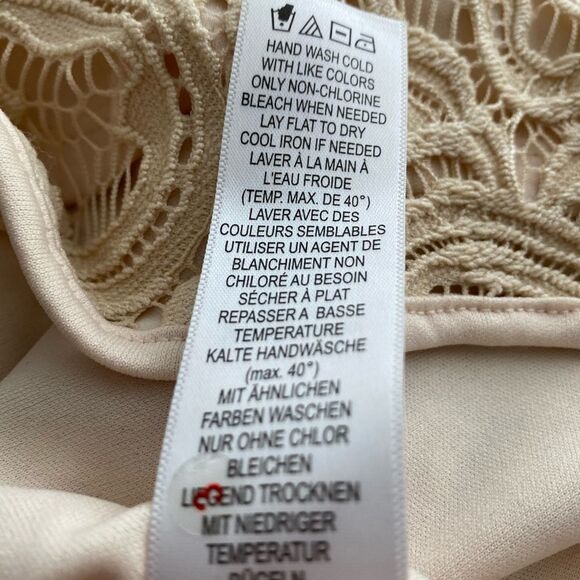 HAND WASH COLD
WITH LIKE COLORS
ONLY NON-CHLORINE
BLEACH WHEN NEEDED
LAY FLAT TO DRY
COOL IRON IF NEEDED
LAVER À LA MAIN À
L'EAU FROIDE
(TEMP. MAX. DE 40°)
LAVER AVEC DES
COULEURS SEMBLABLES
UTILISER UN AGENT DE
BLANCHIMENT NON
CHLORÉ AU BESOIN
SÉCHER À PLAT
REPASSER A BASSE
TEMPERATURE
KALTE HANDWÄSCHE
(max. 40°)
MIT ÄHNLICHEN
FARBEN WASCHEN
NUR OHNE CHLOR
BLEICHEN
LIEGEND TROCKNEN
MIT NIEDRIGER
TEMPERATUR
BÜGELN